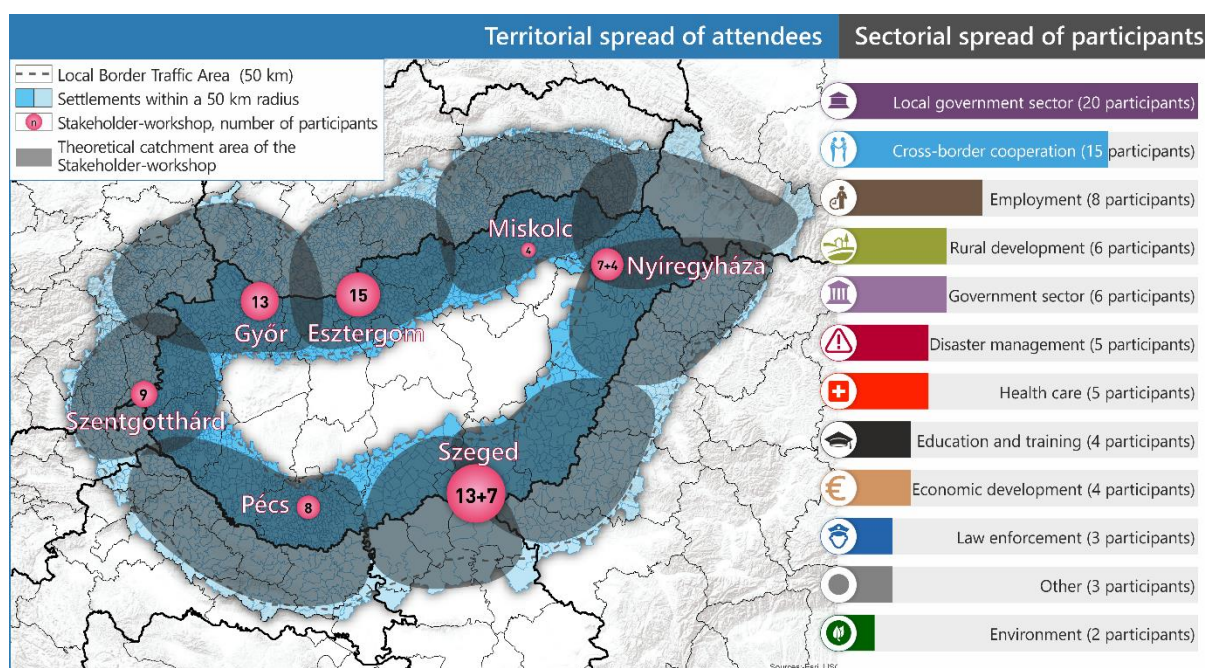 Territorial spread of attendees
Sectorial spread of participants
Local Border Traffic Area (50 km)
Settlements within a 50 km radius
n
Stakeholder-workshop, number of participants
Theoretical catchment area of the
Stakeholder-workshop
Miskolc
4
7+4
Nyíregyháza
13
Győr
15
Esztergom
9
Szentgotthárd
Szeged
13+7
Pécs
8
Local government sector (20 participants)
Cross-border cooperation (15 participants)
Employment (8 participants)
Rural development (6 participants)
Government sector (6 participants)
Disaster management (5 participants)
Health care (5 participants)
Education and training (4 participants)
€
Economic development (4 participants)
Law enforcement (3 participants)
Other (3 participants)
Environment (2 participants)
Sources: Esri,